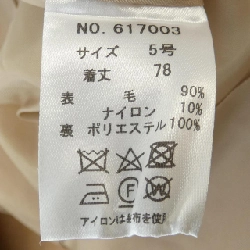 NO. 617003
サイズ 5号
着丈 78
表 毛 90%
ナイロン 10%
裏 ポリエステル 100%
F W
アイロンは当て布を使用